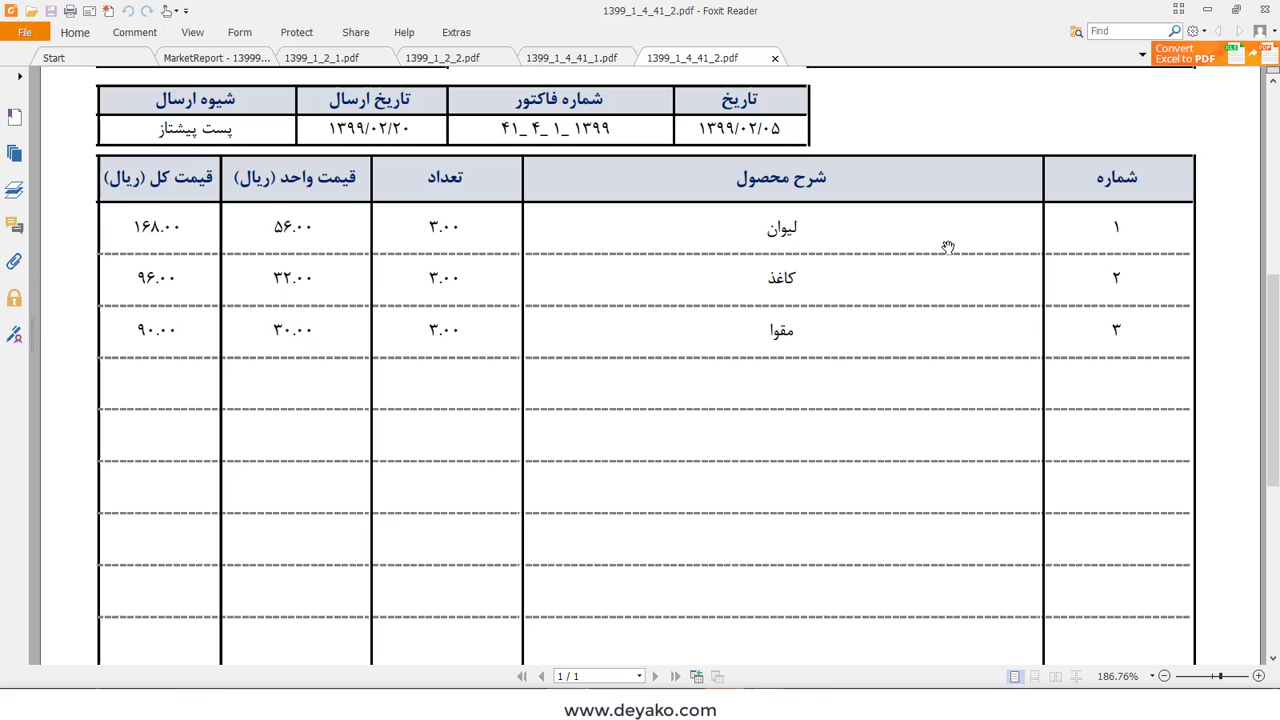 1399_1_4_41_2.pdf - Foxit Reader
File Home Comment View Form Protect Share Help Extras Find
Start MarketReport - 13999... 1399_1_2_1.pdf 1399_1_2_2.pdf 1399_1_4_41_1.pdf 1399_1_4_41_2.pdf
Convert
Excel to PDF
تاریخ شماره فاکتور تاریخ ارسال شیوه ارسال
۱۳۹۹/۰۲/۰۵ ۱۳۹۹ _۱ _۴ _۴۱ ۱۳۹۹/۰۲/۲۰ پست پیشتاز
شماره شرح محصول تعداد قیمت واحد (ریال) قیمت کل (ریال)
۱ لیوان ۳.۰۰ ۵۶.۰۰ ۱۶۸.۰۰
۲ کاغذ ۳.۰۰ ۳۲.۰۰ ۹۶.۰۰
۳ مقوا ۳.۰۰ ۳۰.۰۰ ۹۰.۰۰
1 / 1 186.76%
www.deyako.com